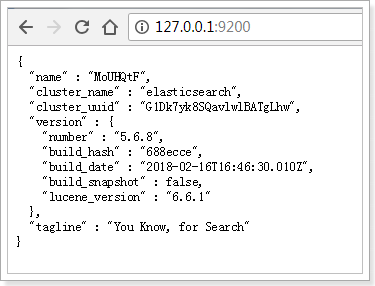 127.0.0.1:9200
{
  "name" : "MoUHQtF",
  "cluster_name" : "elasticsearch",
  "cluster_uuid" : "G1Dk7yk8SQavlwlBATgLhw",
  "version" : {
    "number" : "5.6.8",
    "build_hash" : "688ecce",
    "build_date" : "2018-02-16T16:46:30.010Z",
    "build_snapshot" : false,
    "lucene_version" : "6.6.1"
  },
  "tagline" : "You Know, for Search"
}